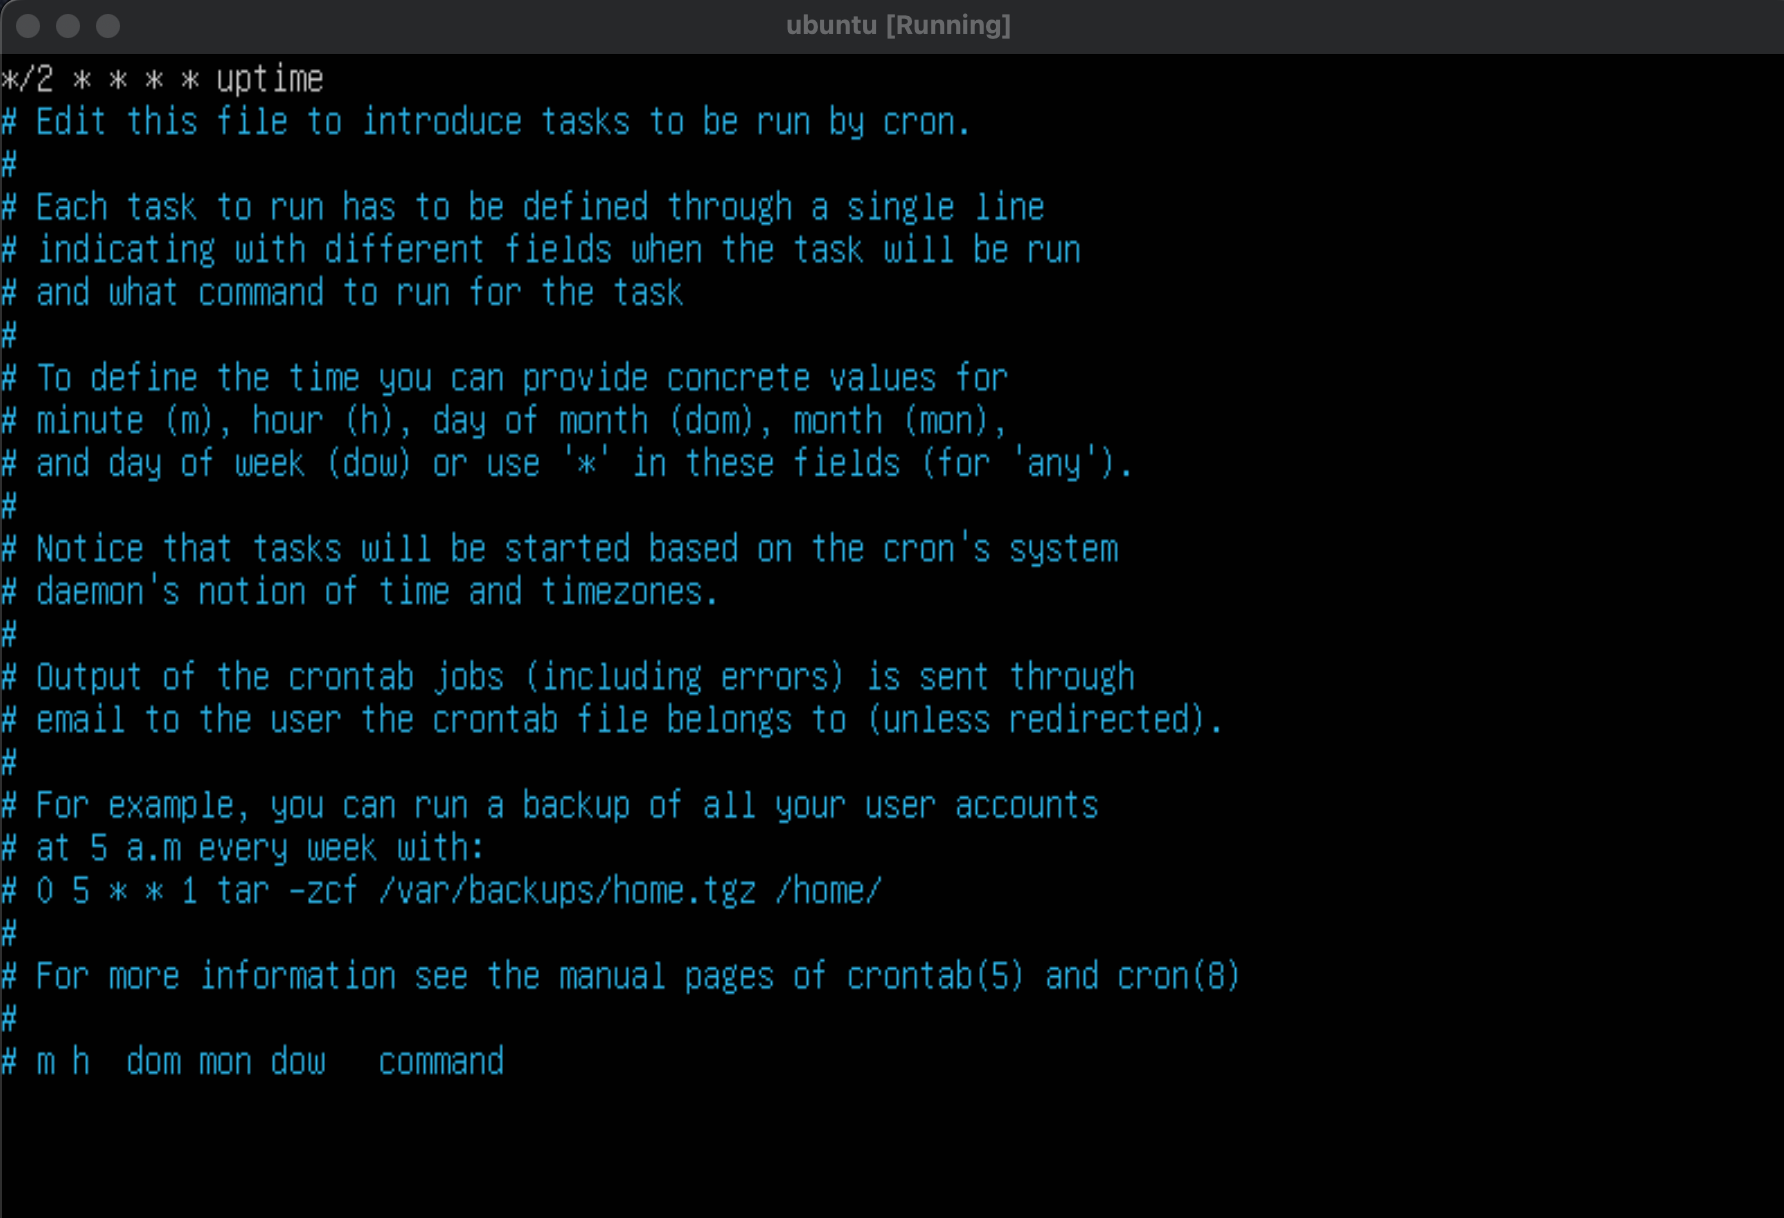 ubuntu [Running]
*/2 * * * * uptime
# Edit this file to introduce tasks to be run by cron.
#
# Each task to run has to be defined through a single line
# indicating with different fields when the task will be run
# and what command to run for the task
#
# To define the time you can provide concrete values for
# minute (m), hour (h), day of month (dom), month (mon),
# and day of week (dow) or use '*' in these fields (for 'any').
#
# Notice that tasks will be started based on the cron's system
# daemon's notion of time and timezones.
#
# Output of the crontab jobs (including errors) is sent through
# email to the user the crontab file belongs to (unless redirected).
#
# For example, you can run a backup of all your user accounts
# at 5 a.m every week with:
# 0 5 * * 1 tar -zcf /var/backups/home.tgz /home/
#
# For more information see the manual pages of crontab(5) and cron(8)
#
# m h  dom mon dow   command